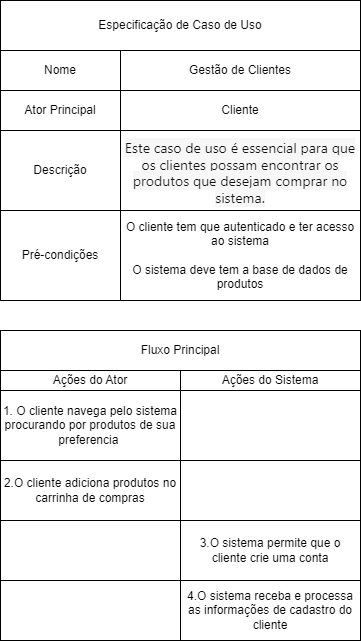 Especificação de Caso de Uso
Nome
Gestão de Clientes
Ator Principal
Cliente
Descrição
Este caso de uso é essencial para que
os clientes possam encontrar os
produtos que desejam comprar no
sistema.
Pré-condições
O cliente tem que autenticado e ter acesso
ao sistema
O sistema deve tem a base de dados de
produtos
Fluxo Principal
Ações do Ator
Ações do Sistema
1. O cliente navega pelo sistema
procurando por produtos de sua
preferencia
2.O cliente adiciona produtos no
carrinha de compras
3.O sistema permite que o
cliente crie uma conta
4.O sistema receba e processa
as informações de cadastro do
cliente